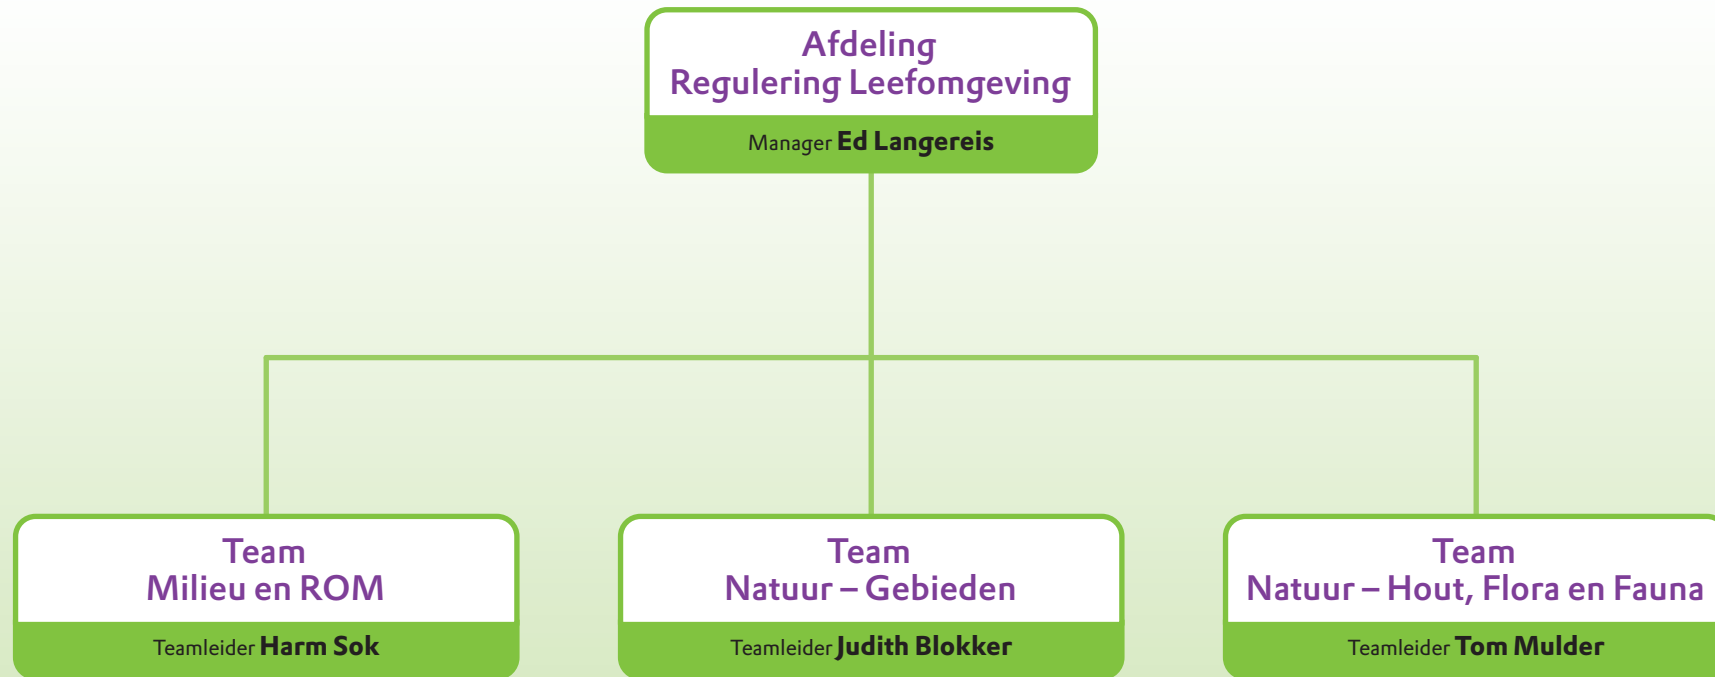 Afdeling
Regulering Leefomgeving
Manager Ed Langereis
Team
Milieu en ROM
Teamleider Harm Sok
Team
Natuur – Gebieden
Teamleider Judith Blokker
Team
Natuur – Hout, Flora en Fauna
Teamleider Tom Mulder